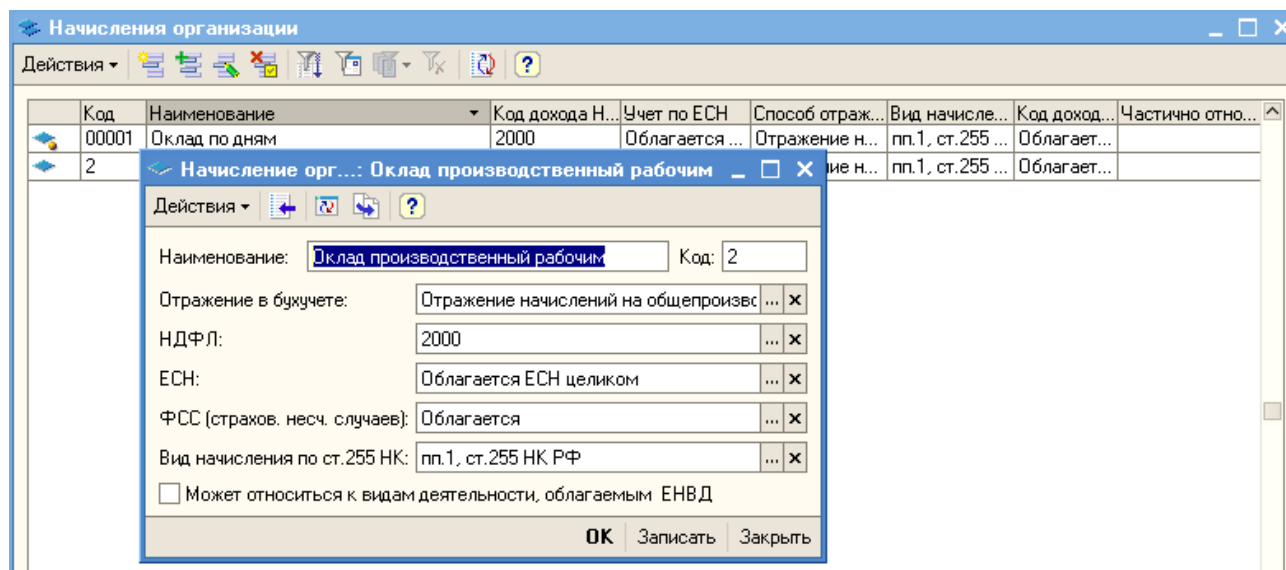 Начисления организации
Действия
Код Наименование Код дохода Н... Учет по ЕСН Способ отраж... Вид начисле... Код доход... Частично отно...
00001 Оклад по дням 2000 Облагается ... Отражение н... пп.1, ст.255 ... Облагает...
2 ие н... пп.1, ст.255 ... Облагает...
Начисление орг...: Оклад производственный рабочим
Действия
Наименование: Оклад производственный рабочим Код: 2
Отражение в бухучете: Отражение начислений на общепроизвс ...
НДФЛ: 2000 ...
ЕСН: Облагается ЕСН целиком ...
ФСС (страхов. несч. случаев): Облагается ...
Вид начисления по ст.255 НК: пп.1, ст.255 НК РФ ...
Может относиться к видам деятельности, облагаемым ЕНВД
OK Записать Закрыть